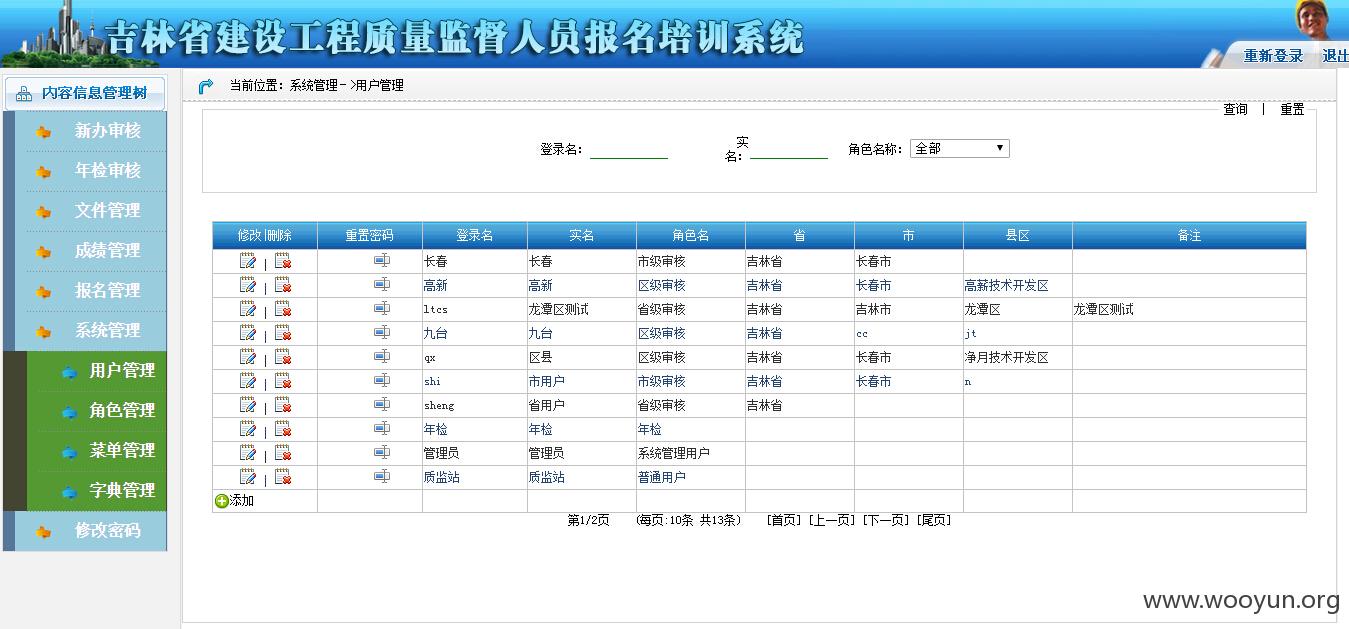 吉林省建设工程质量监督人员报名培训系统
重新登录 退出
内容信息管理树
当前位置：系统管理－>用户管理
查询 | 重置
新办审核
年检审核
文件管理
成绩管理
报名管理
系统管理
用户管理
角色管理
菜单管理
字典管理
修改密码
登录名：
实
名：
角色名称： 全部
修改|删除 重置密码 登录名 实名 角色名 省 市 县区 备注
| 长春 长春 市级审核 吉林省 长春市
| 高新 高新 区级审核 吉林省 长春市 高新技术开发区
| ltcs 龙潭区测试 省级审核 吉林省 吉林市 龙潭区 龙潭区测试
| 九台 九台 区级审核 吉林省 cc jt
| qx 区县 区级审核 吉林省 长春市 净月技术开发区
| shi 市用户 市级审核 吉林省 长春市 n
| sheng 省用户 省级审核 吉林省
| 年检 年检 年检
| 管理员 管理员 系统管理用户
| 质监站 质监站 普通用户
添加
第1/2页 (每页:10条 共13条) [首页] [上一页] [下一页] [尾页]
www.wooyun.org